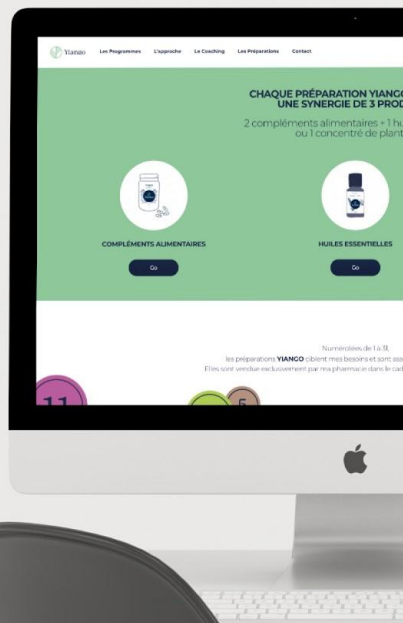 Yiango Les Programmes L'approche Le Coaching Les Préparations Contact
CHAQUE PRÉPARATION YIANGO
UNE SYNERGIE DE 3 PROD
2 compléments alimentaires + 1 hu
ou 1 concentré de plant
COMPLÉMENTS ALIMENTAIRES HUILES ESSENTIELLES
Go Go
Numérotées de 1 à 31,
les préparations YIANGO ciblent mes besoins et sont ass
Elles sont vendue exclusivement par ma pharmacie dans le cad
11 5